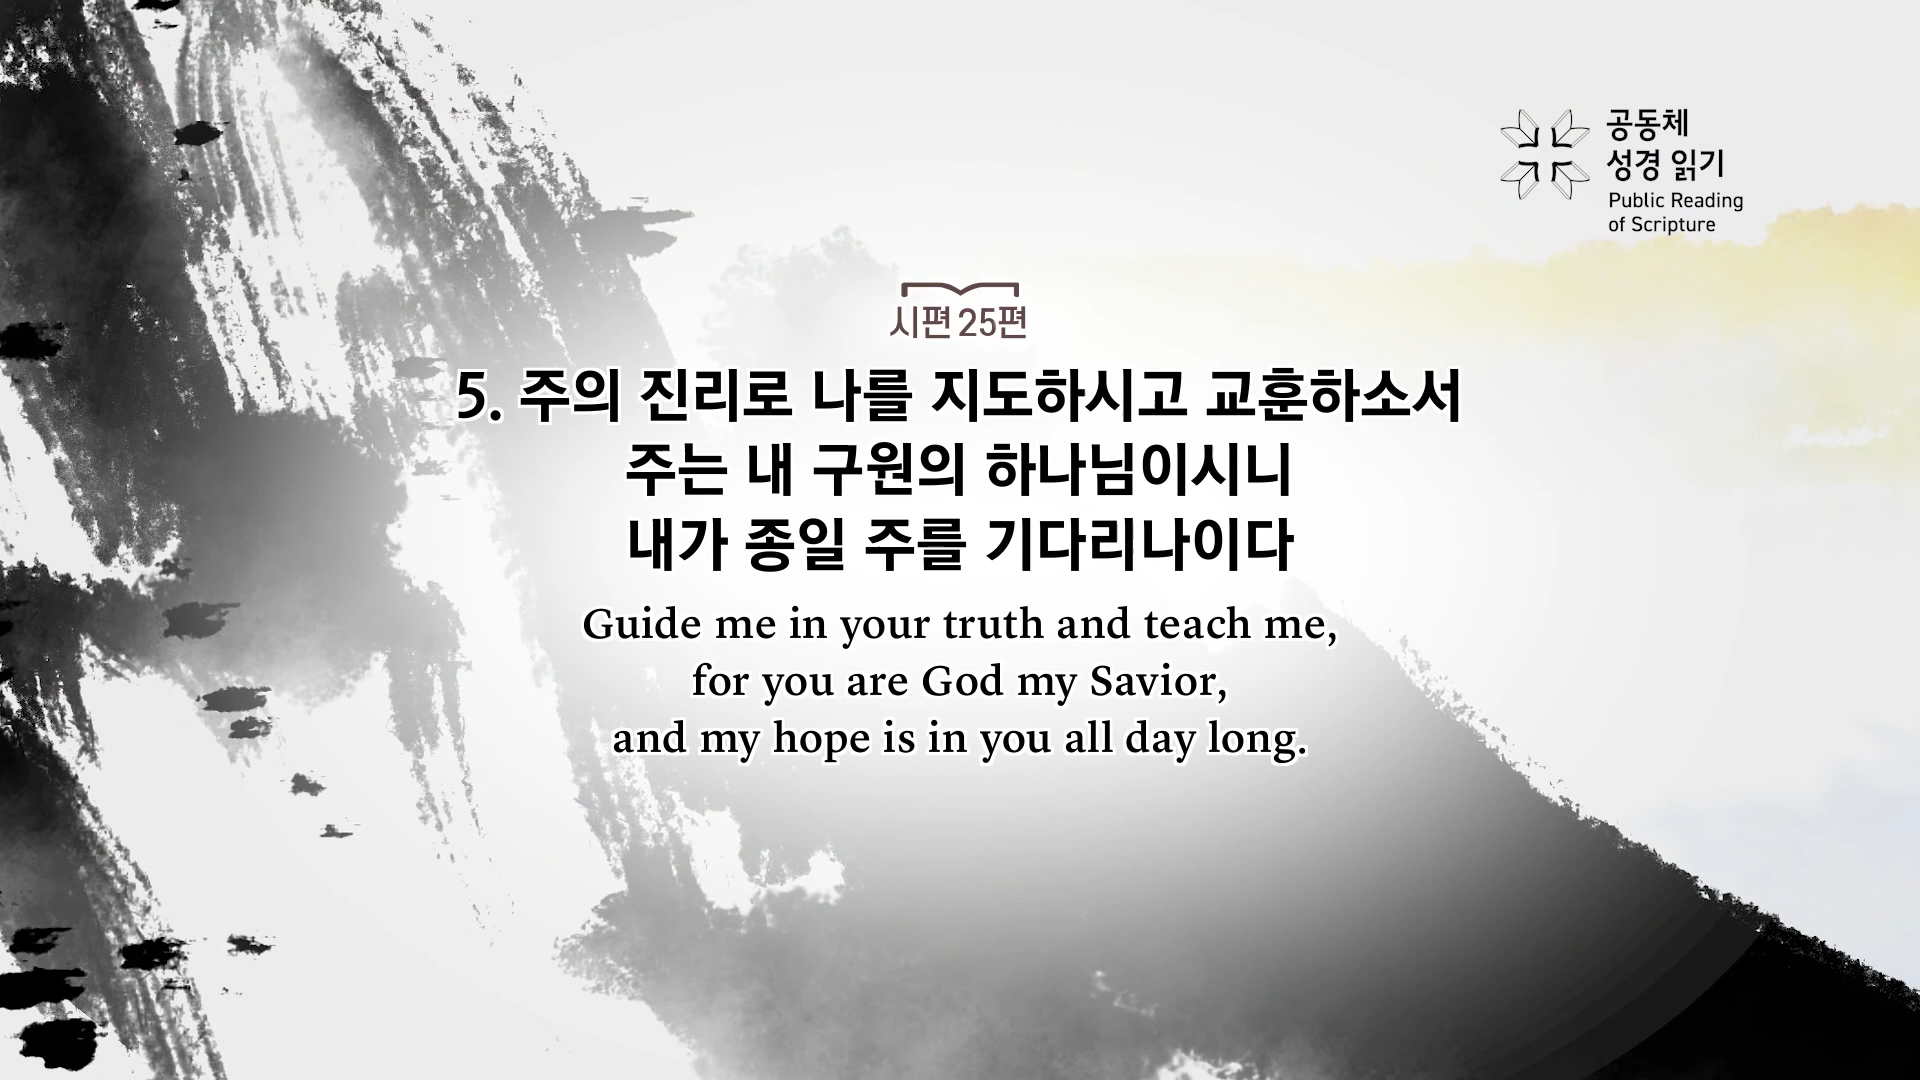 공동체
성경 읽기
Public Reading
of Scripture
시편 25편
5. 주의 진리로 나를 지도하시고 교훈하소서
주는 내 구원의 하나님이시니
내가 종일 주를 기다리나이다
Guide me in your truth and teach me,
for you are God my Savior,
and my hope is in you all day long.